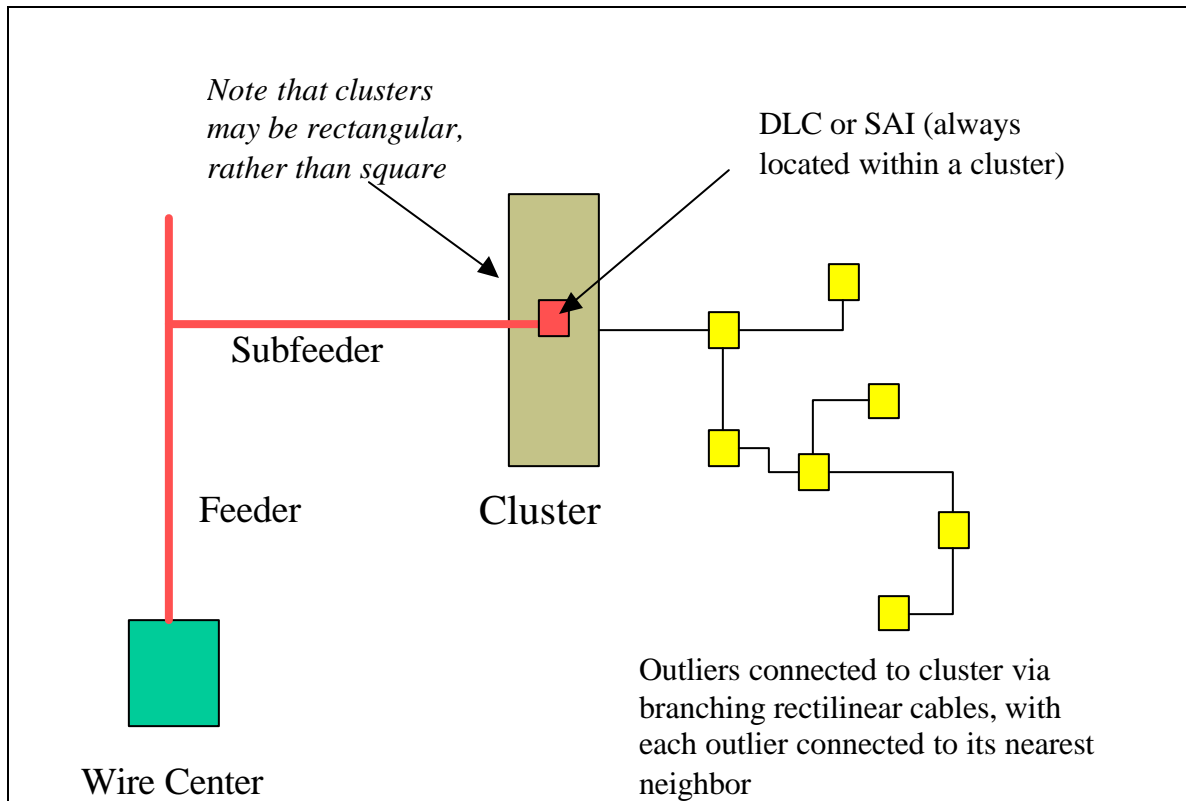 Note that clusters
may be rectangular,
rather than square
DLC or SAI (always
located within a cluster)
Subfeeder
Feeder
Cluster
Wire Center
Outliers connected to cluster via
branching rectilinear cables, with
each outlier connected to its nearest
neighbor